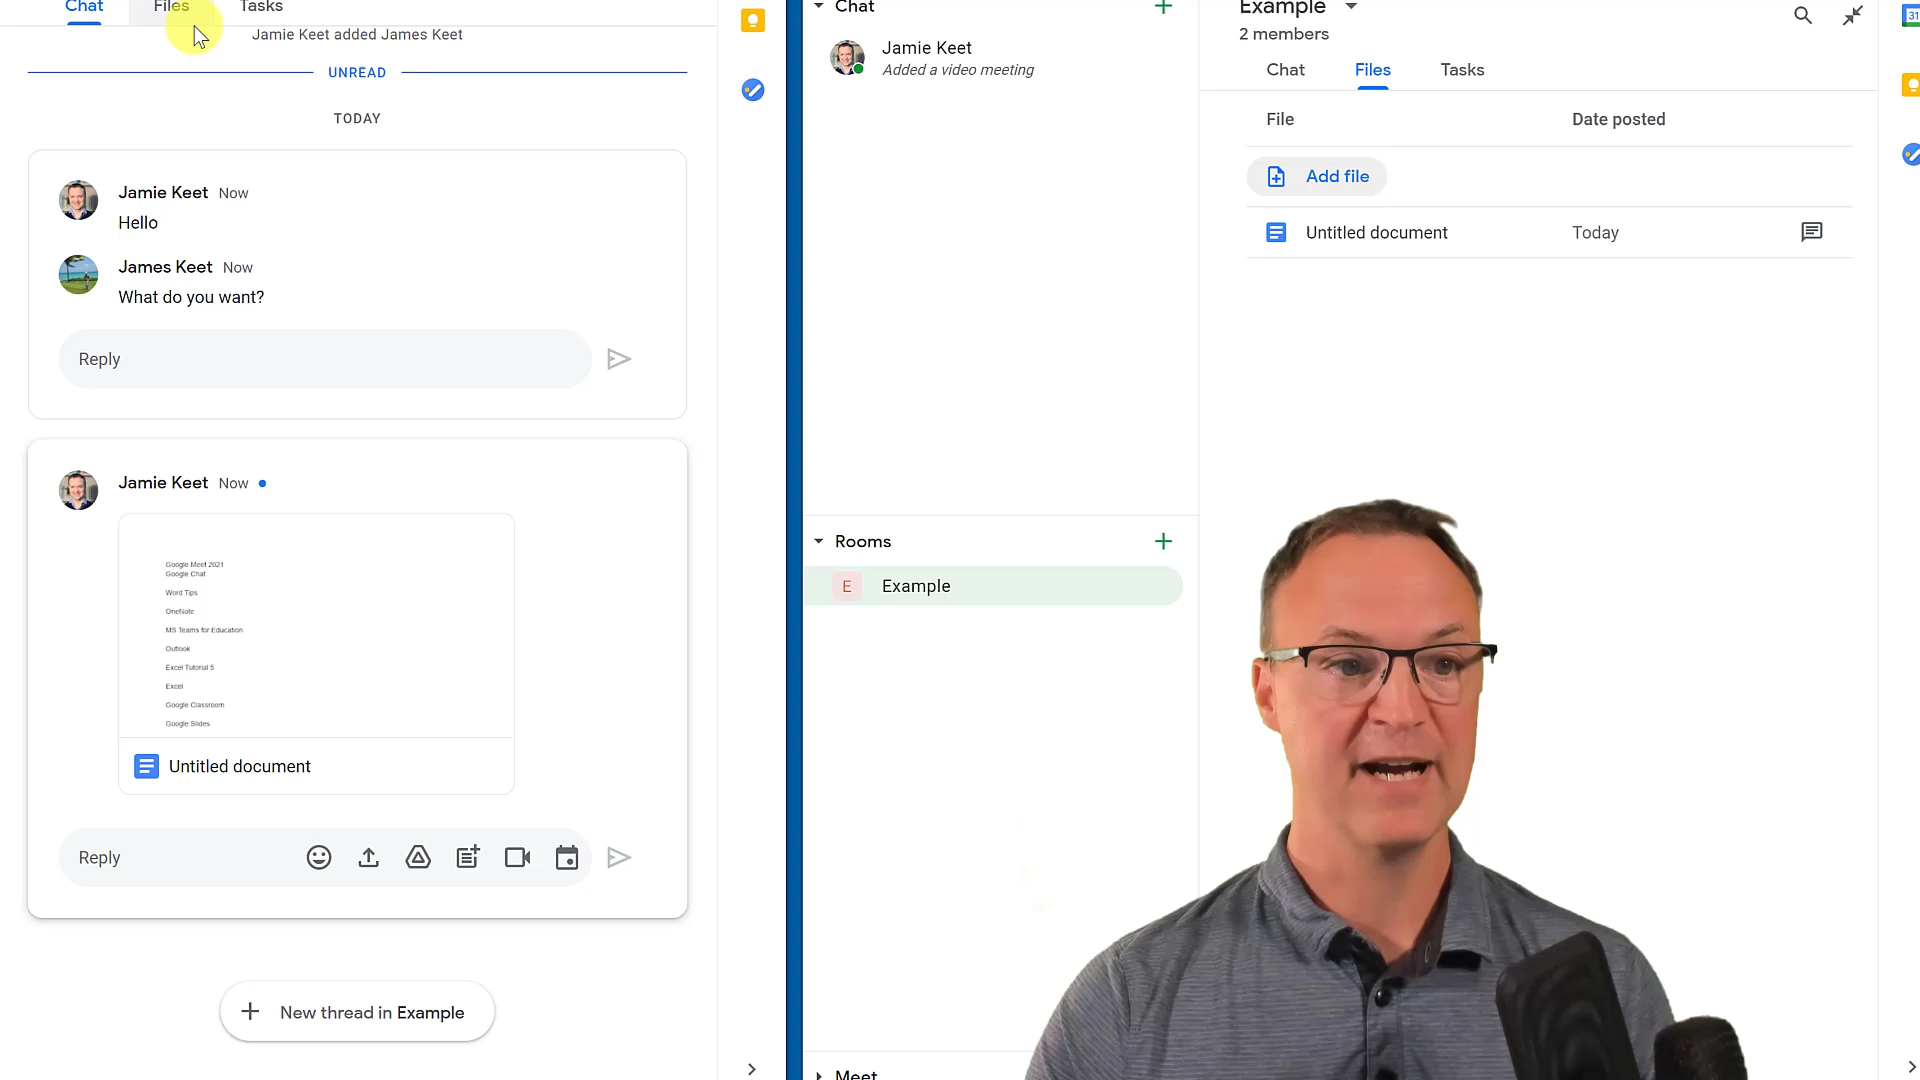 Chat Files Tasks
Jamie Keet added James Keet
UNREAD
TODAY
Jamie Keet Now
Hello
James Keet Now
What do you want?
Reply
Jamie Keet Now
Google Meet 2021
Google Chat
Word Tips
OneNote
MS Teams for Education
Outlook
Excel Tutorial 5
Excel
Google Classroom
Google Slides
Untitled document
Reply
New thread in Example
Chat
Jamie Keet
Added a video meeting
Rooms
E Example
Meet
Example
2 members
Chat Files Tasks
File Date posted
Add file
Untitled document Today
31